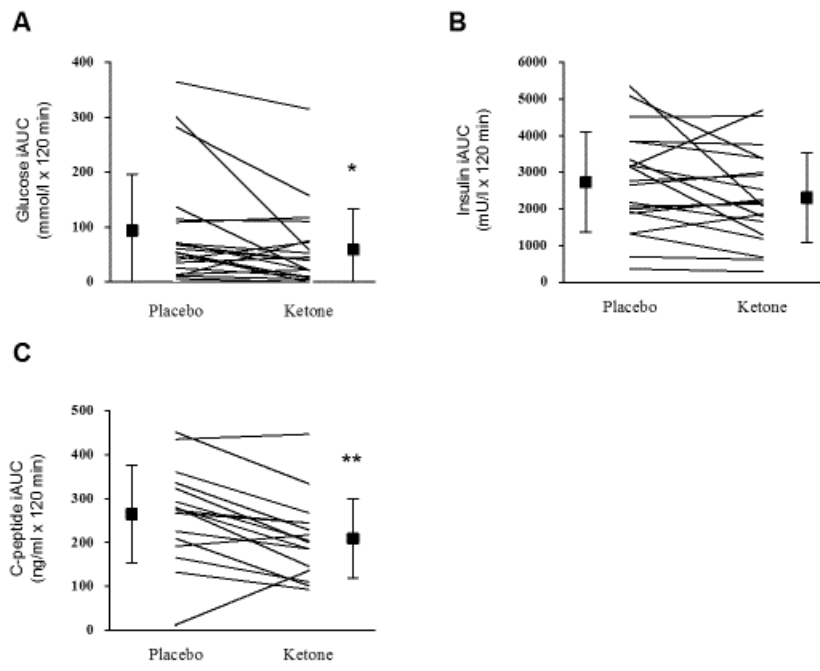 A
Glucose iAUC
(mmol/l x 120 min)
400
300
200
100
0
*
Placebo
Ketone
B
Insulin iAUC
(mU/l x 120 min)
6000
5000
4000
3000
2000
1000
0
Placebo
Ketone
C
C-peptide iAUC
(ng/ml x 120 min)
500
400
300
200
100
0
**
Placebo
Ketone